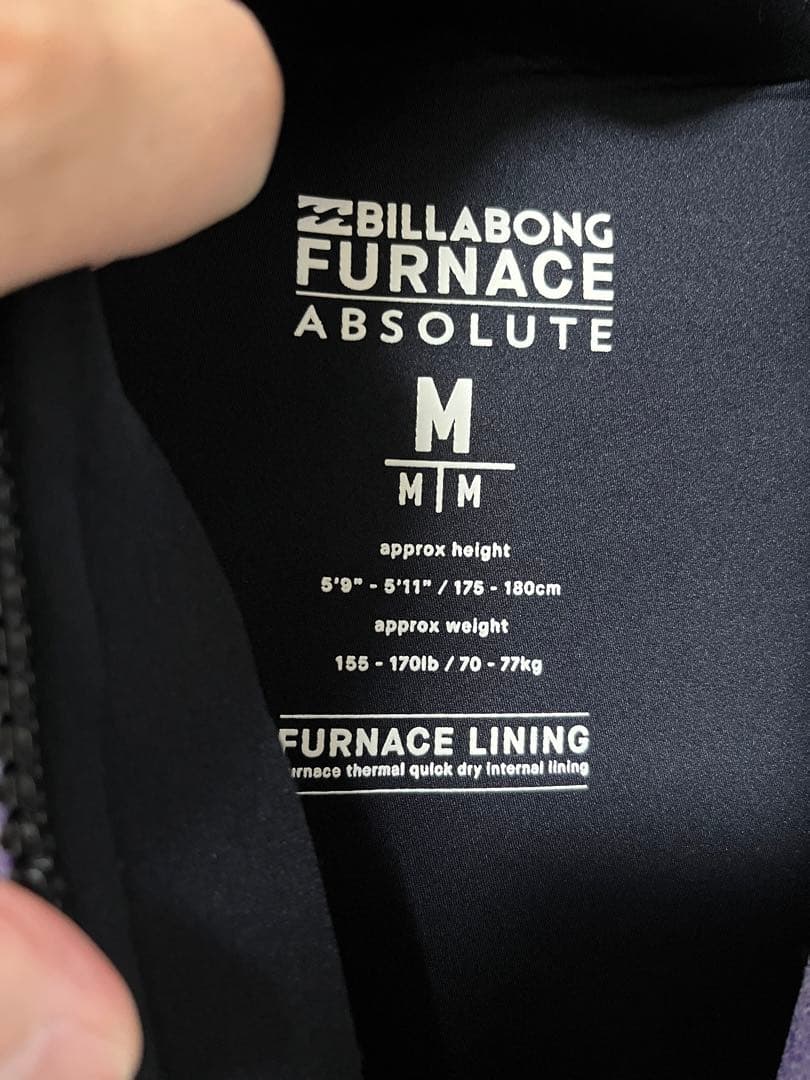 BILLABONG
FURNACE
ABSOLUTE
M
M M
approx height
5'9" - 5'11" / 175 - 180cm
approx weight
155 - 170lb / 70 - 77kg
FURNACE LINING
thermal quick dry internal lining